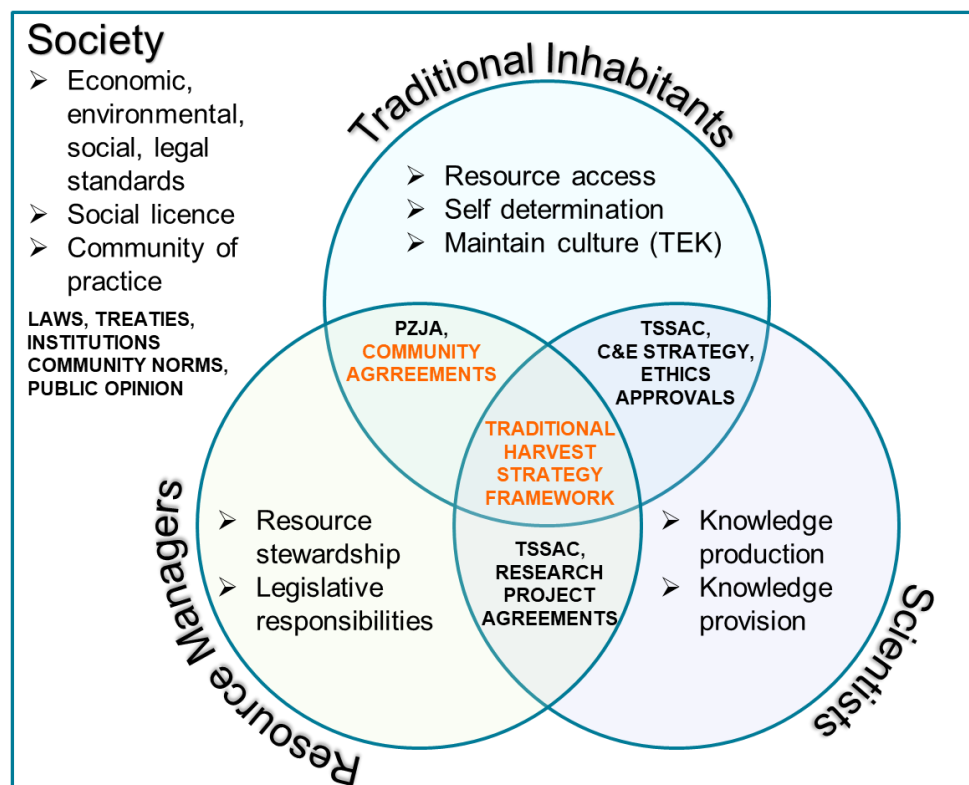 Society
➢ Economic,
environmental,
social, legal
standards
➢ Social licence
➢ Community of
practice
LAWS, TREATIES,
INSTITUTIONS
COMMUNITY NORMS,
PUBLIC OPINION
Traditional Inhabitants
➢ Resource access
➢ Self determination
➢ Maintain culture (TEK)
PZJA,
COMMUNITY
AGRREEMENTS
TSSAC,
C&E STRATEGY,
ETHICS
APPROVALS
TRADITIONAL
HARVEST
STRATEGY
FRAMEWORK
Resource Managers
➢ Resource
stewardship
➢ Legislative
responsibilities
TSSAC,
RESEARCH
PROJECT
AGREEMENTS
➢ Knowledge
production
➢ Knowledge
provision
Scientists